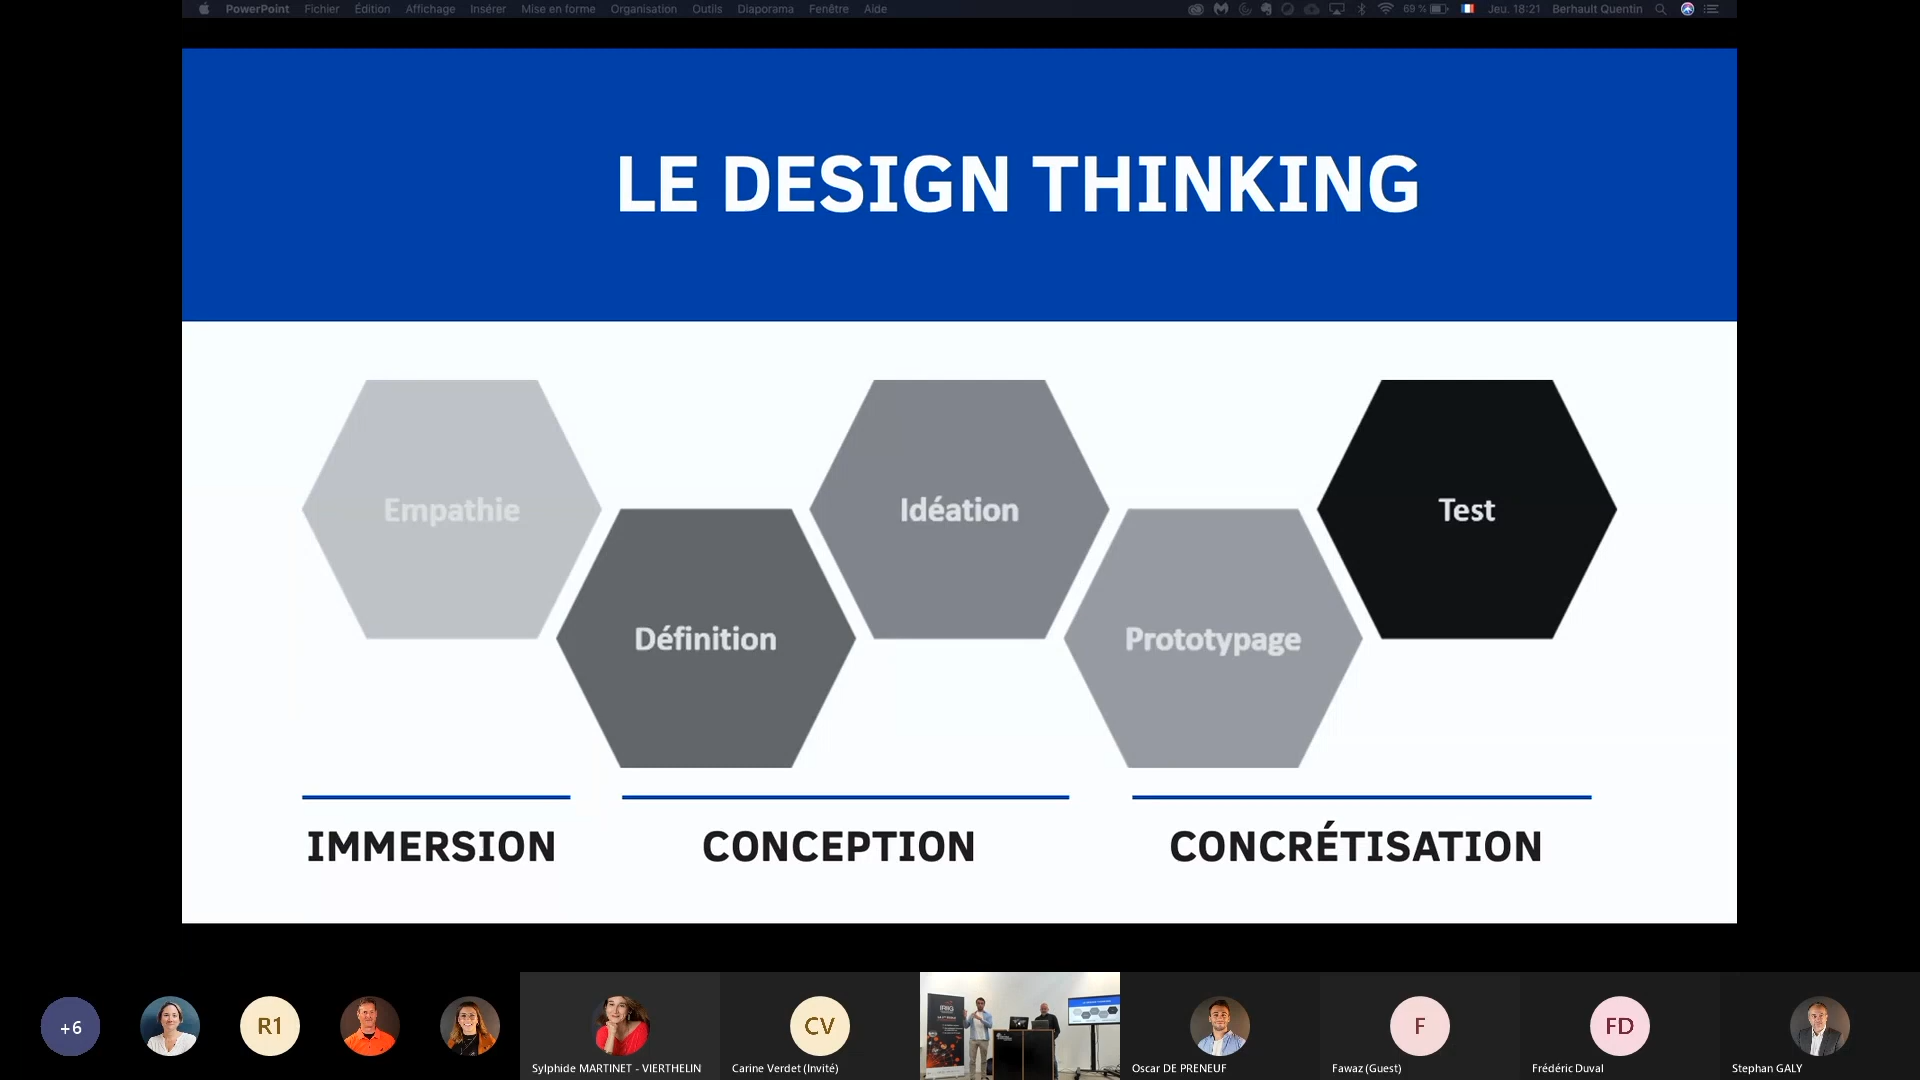 PowerPoint Fichier Édition Affichage Insérer Mise en forme Organisation Outils Diaporama Fenêtre Aide 69 % Jeu. 18:21 Berhault Quentin
LE DESIGN THINKING
Empathie
Idéation
Test
Définition
Prototypage
IMMERSION
CONCEPTION
CONCRÉTISATION
+6
R1
CV
F
FD
Sylphide MARTINET - VIERTHELIN
Carine Verdet (Invité)
Oscar DE PRENEUF
Fawaz (Guest)
Frédéric Duval
Stephan GALY